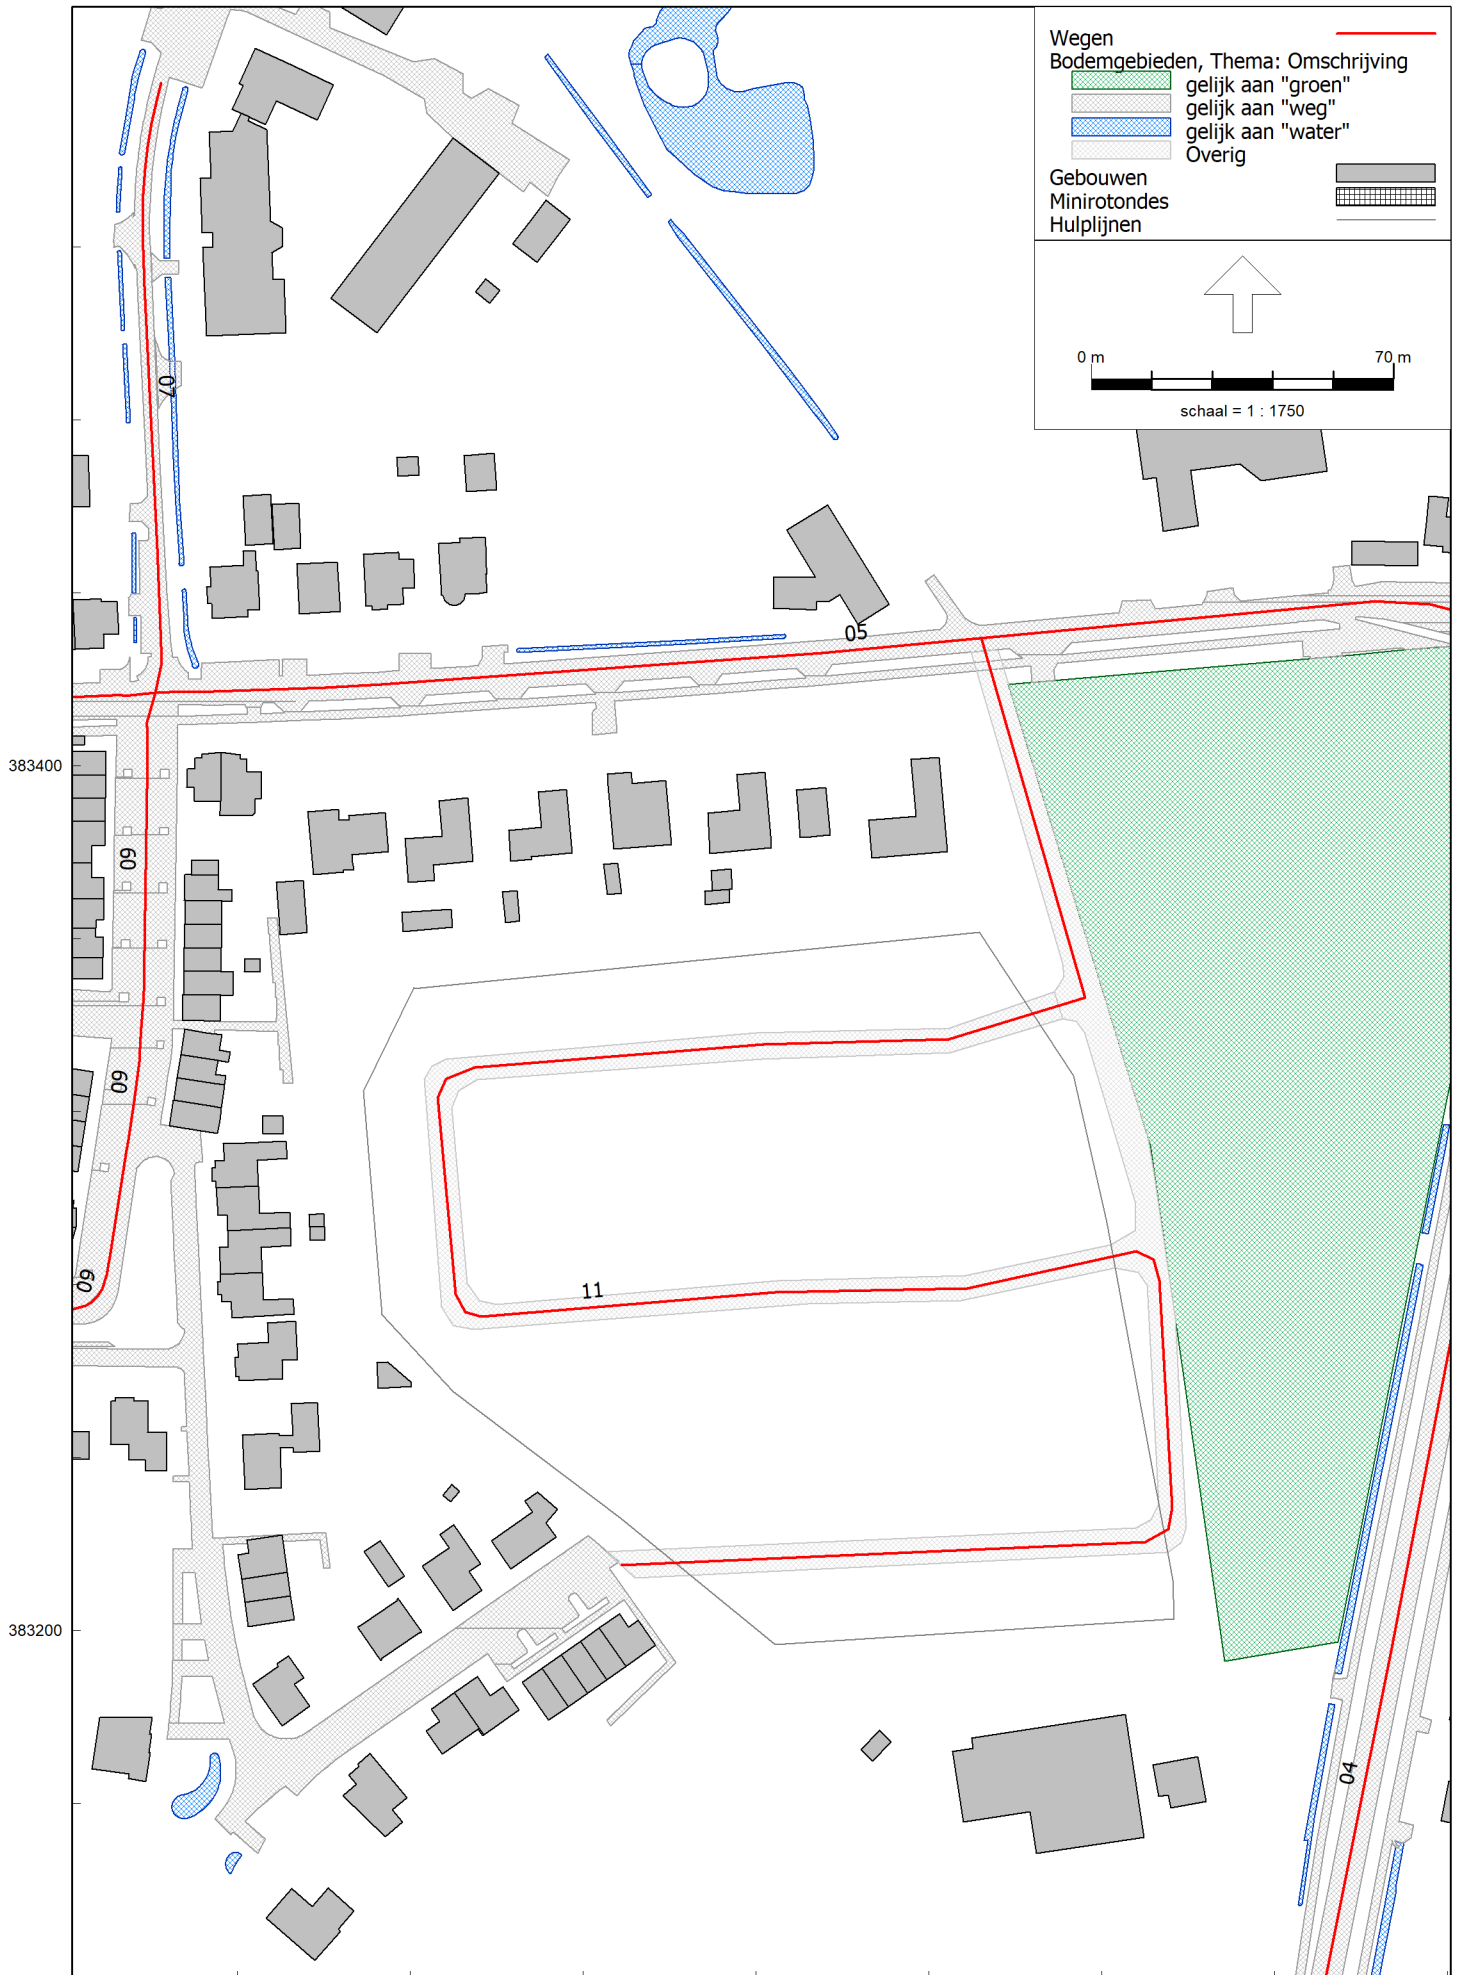 Wegen
Bodemgebieden, Thema: Omschrijving
gelijk aan "groen"
gelijk aan "weg"
gelijk aan "water"
Overig
Gebouwen
Minirotondes
Hulplijnen
0 m 70 m
schaal = 1 : 1750
07
05
383400
09
09
09
11
383200
04